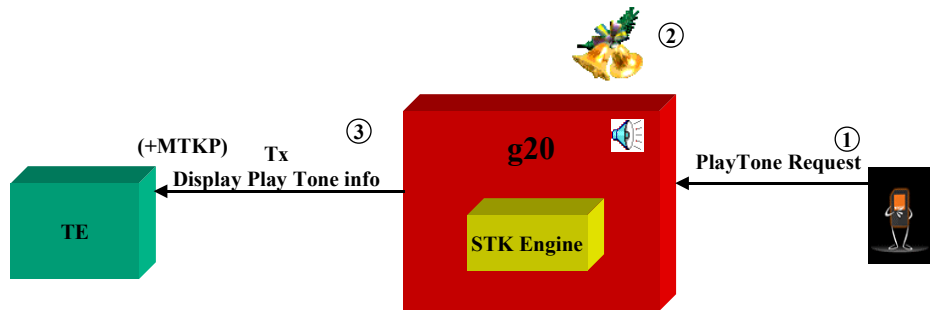 ②
①
③
(+MTKP)
Tx
Display Play Tone info
g20
PlayTone Request
TE
STK Engine